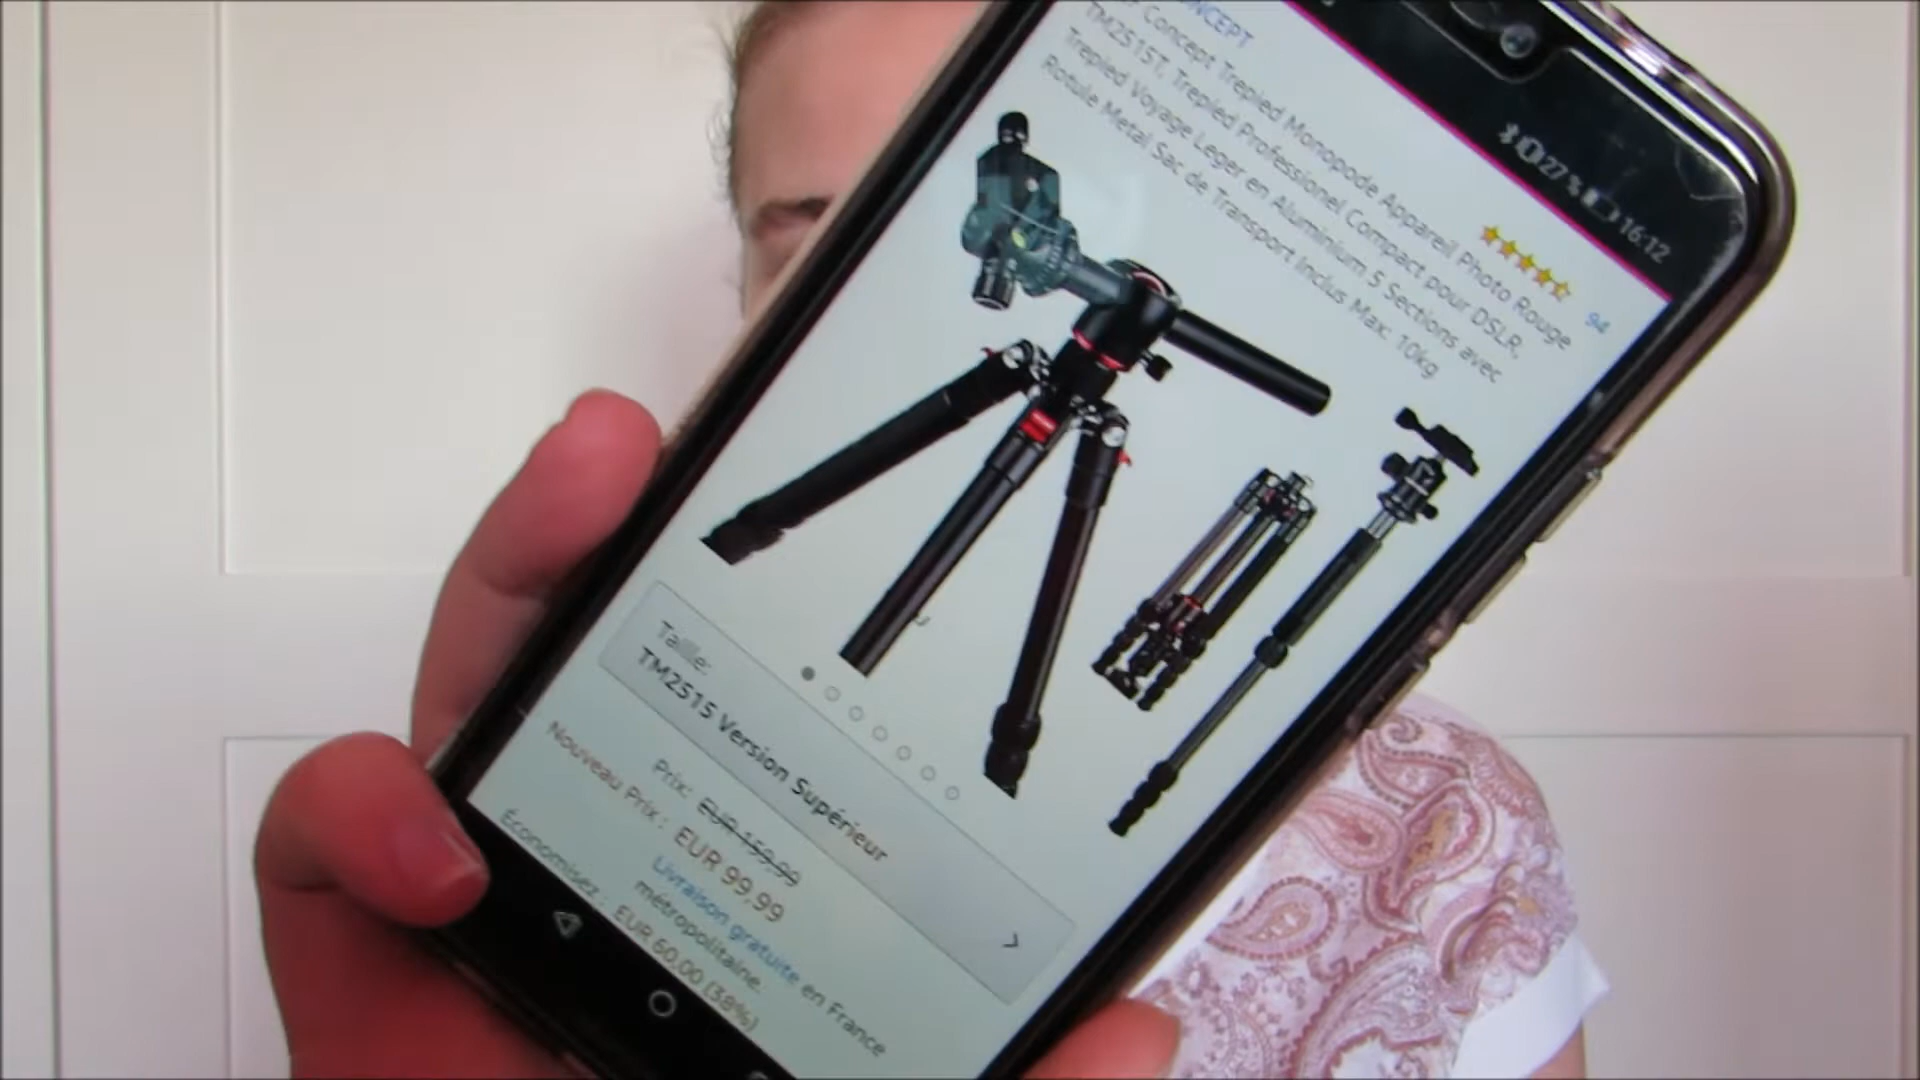 16:12
27 %
CONCEPT
94
Concept Trepied Monopode Appareil Photo Rouge
TM2515T, Trepied Professionnel Compact pour DSLR,
Trepied Voyage Leger en Aluminium 5 Sections avec
Rotule Metal Sac de Transport Inclus Max: 10kg
Taille:
TM2515 Version Supérieur
Prix: EUR 159,99
Nouveau Prix : EUR 99,99
Livraison gratuite en France
métropolitaine.
Économisez : EUR 60,00 (38%)